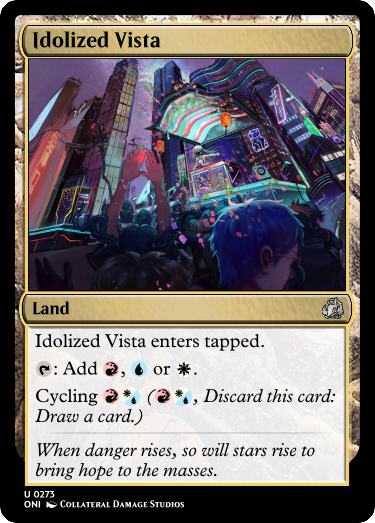 Idolized Vista
Land
Idolized Vista enters tapped.
: Add , or .
Cycling ( , Discard this card:
Draw a card.)
When danger rises, so will stars rise to
bring hope to the masses.
U 0273
ONI Collateral Damage Studios